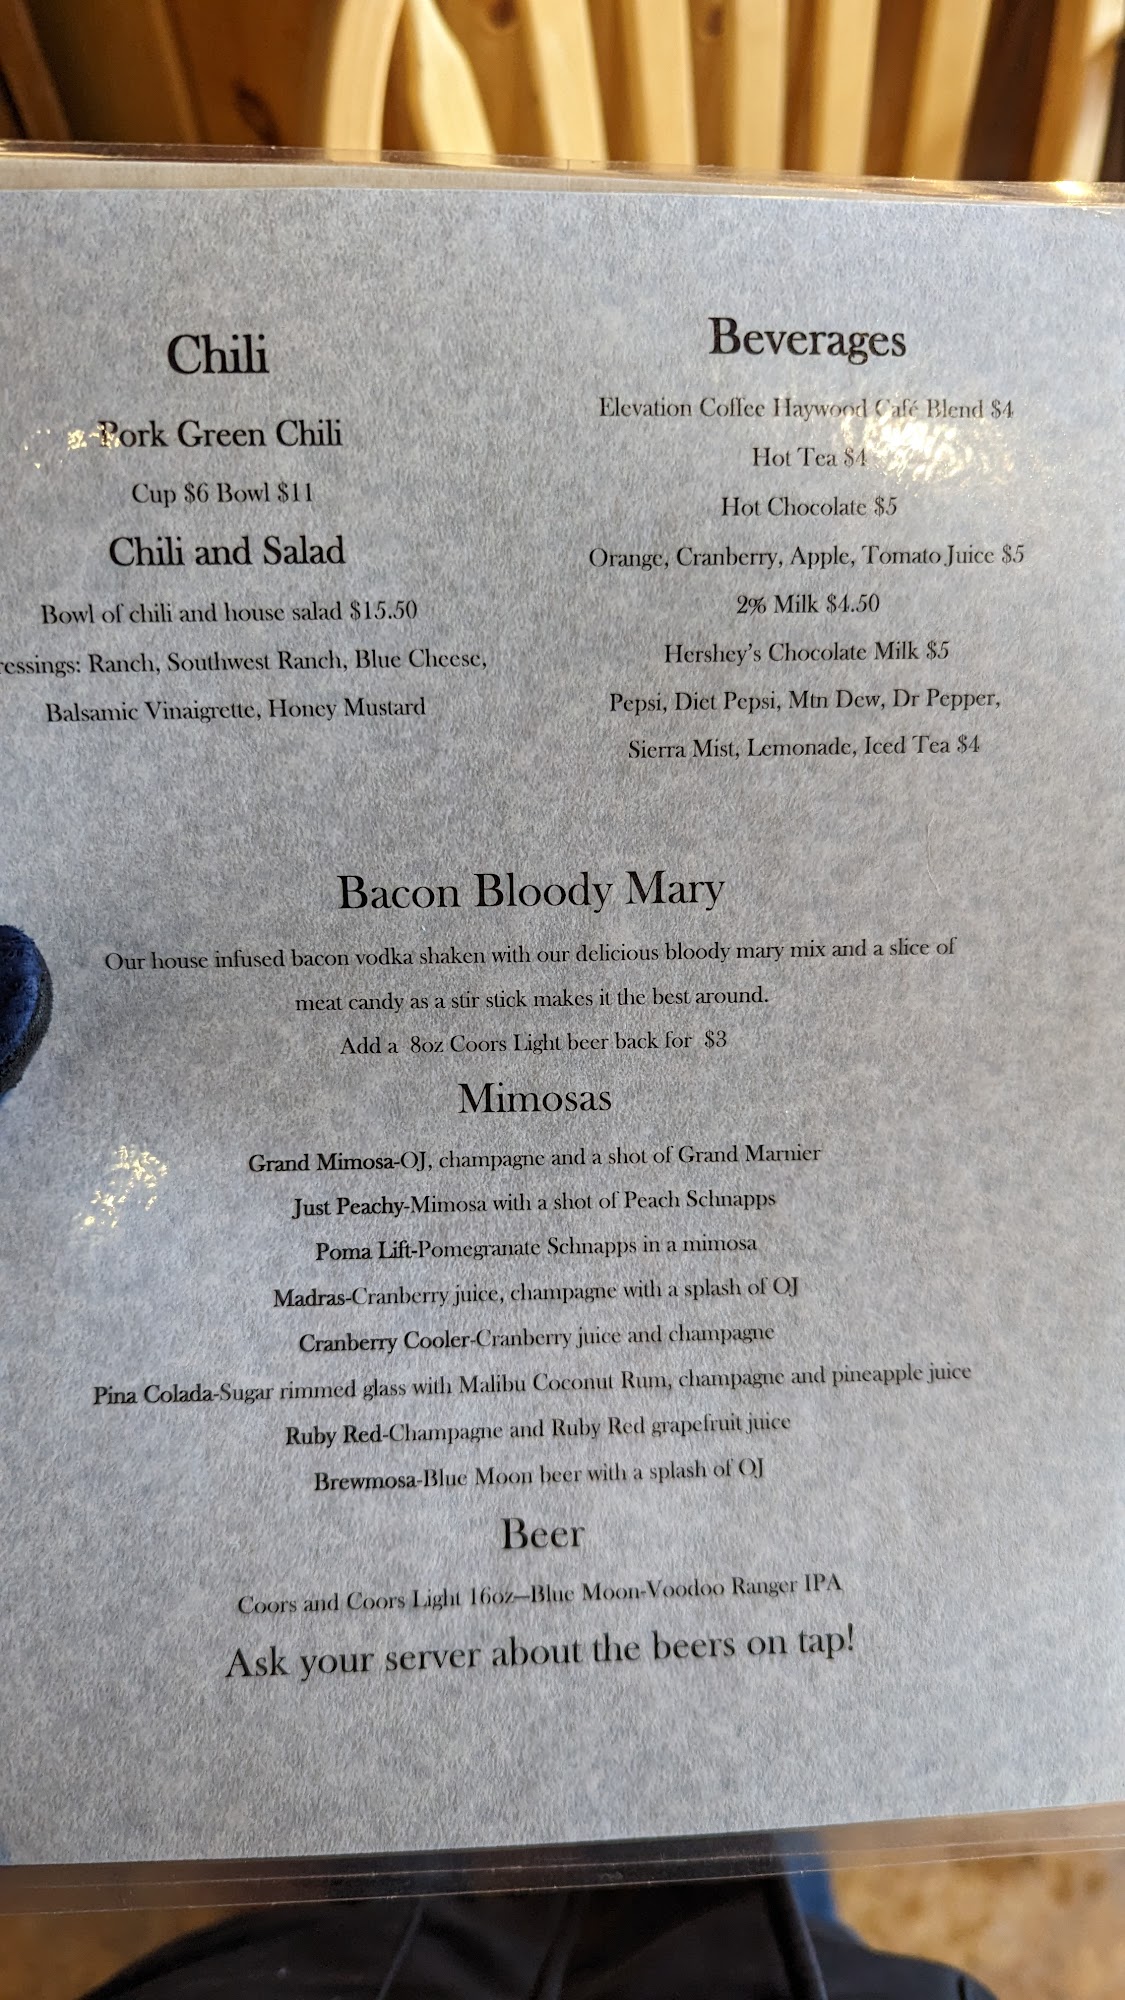 Chili
Pork Green Chili
Cup $6 Bowl $11
Chili and Salad
Bowl of chili and house salad $15.50
essings: Ranch, Southwest Ranch, Blue Cheese,
Balsamic Vinaigrette, Honey Mustard
Beverages
Elevation Coffee Haywood Café Blend $4
Hot Tea $4
Hot Chocolate $5
Orange, Cranberry, Apple, Tomato Juice $5
2% Milk $4.50
Hershey's Chocolate Milk $5
Pepsi, Diet Pepsi, Mtn Dew, Dr Pepper,
Sierra Mist, Lemonade, Iced Tea $4
Bacon Bloody Mary
Our house infused bacon vodka shaken with our delicious bloody mary mix and a slice of
meat candy as a stir stick makes it the best around.
Add a 8oz Coors Light beer back for $3
Mimosas
Grand Mimosa-OJ, champagne and a shot of Grand Marnier
Just Peachy-Mimosa with a shot of Peach Schnapps
Poma Lift-Pomegranate Schnapps in a mimosa
Madras-Cranberry juice, champagne with a splash of OJ
Cranberry Cooler-Cranberry juice and champagne
Pina Colada-Sugar rimmed glass with Malibu Coconut Rum, champagne and pineapple juice
Ruby Red-Champagne and Ruby Red grapefruit juice
Brewmosa-Blue Moon beer with a splash of OJ
Beer
Coors and Coors Light 16oz—Blue Moon-Voodoo Ranger IPA
Ask your server about the beers on tap!